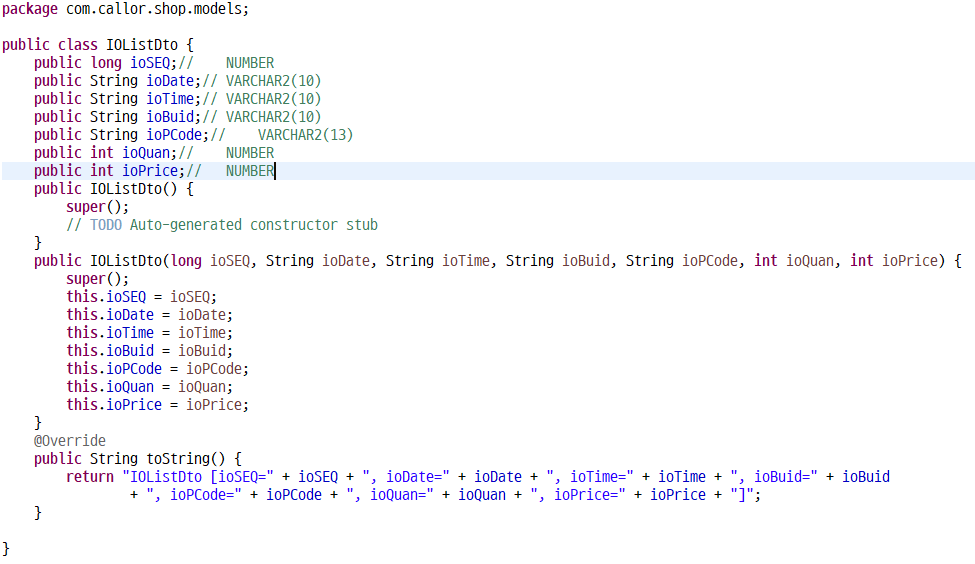 package com.callor.shop.models;

public class IOListDto {
    public long ioSEQ;//    NUMBER
    public String ioDate;// VARCHAR2(10)
    public String ioTime;// VARCHAR2(10)
    public String ioBuid;// VARCHAR2(10)
    public String ioPCode;//    VARCHAR2(13)
    public int ioQuan;//    NUMBER
    public int ioPrice;//   NUMBER
    public IOListDto() {
        super();
        // TODO Auto-generated constructor stub
    }
    public IOListDto(long ioSEQ, String ioDate, String ioTime, String ioBuid, String ioPCode, int ioQuan, int ioPrice) {
        super();
        this.ioSEQ = ioSEQ;
        this.ioDate = ioDate;
        this.ioTime = ioTime;
        this.ioBuid = ioBuid;
        this.ioPCode = ioPCode;
        this.ioQuan = ioQuan;
        this.ioPrice = ioPrice;
    }
    @Override
    public String toString() {
        return "IOListDto [ioSEQ=" + ioSEQ + ", ioDate=" + ioDate + ", ioTime=" + ioTime + ", ioBuid=" + ioBuid
                + ", ioPCode=" + ioPCode + ", ioQuan=" + ioQuan + ", ioPrice=" + ioPrice + "]";
    }

}